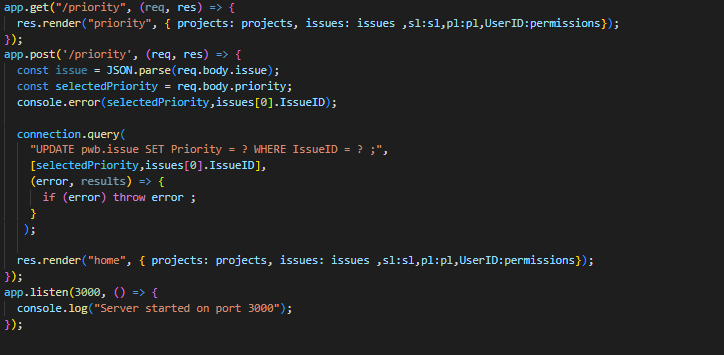 app.get("/priority", (req, res) => {
  res.render("priority", { projects: projects, issues: issues ,sl:sl,pl:pl,UserID:permissions});
});
app.post('/priority', (req, res) => {
  const issue = JSON.parse(req.body.issue);
  const selectedPriority = req.body.priority;
  console.error(selectedPriority,issues[0].IssueID);
  connection.query(
    "UPDATE pwb.issue SET Priority = ? WHERE IssueID = ? ;",
    [selectedPriority,issues[0].IssueID],
    (error, results) => {
      if (error) throw error ;
    }
   );
  res.render("home", { projects: projects, issues: issues ,sl:sl,pl:pl,UserID:permissions});
});
app.listen(3000, () => {
  console.log("Server started on port 3000");
});